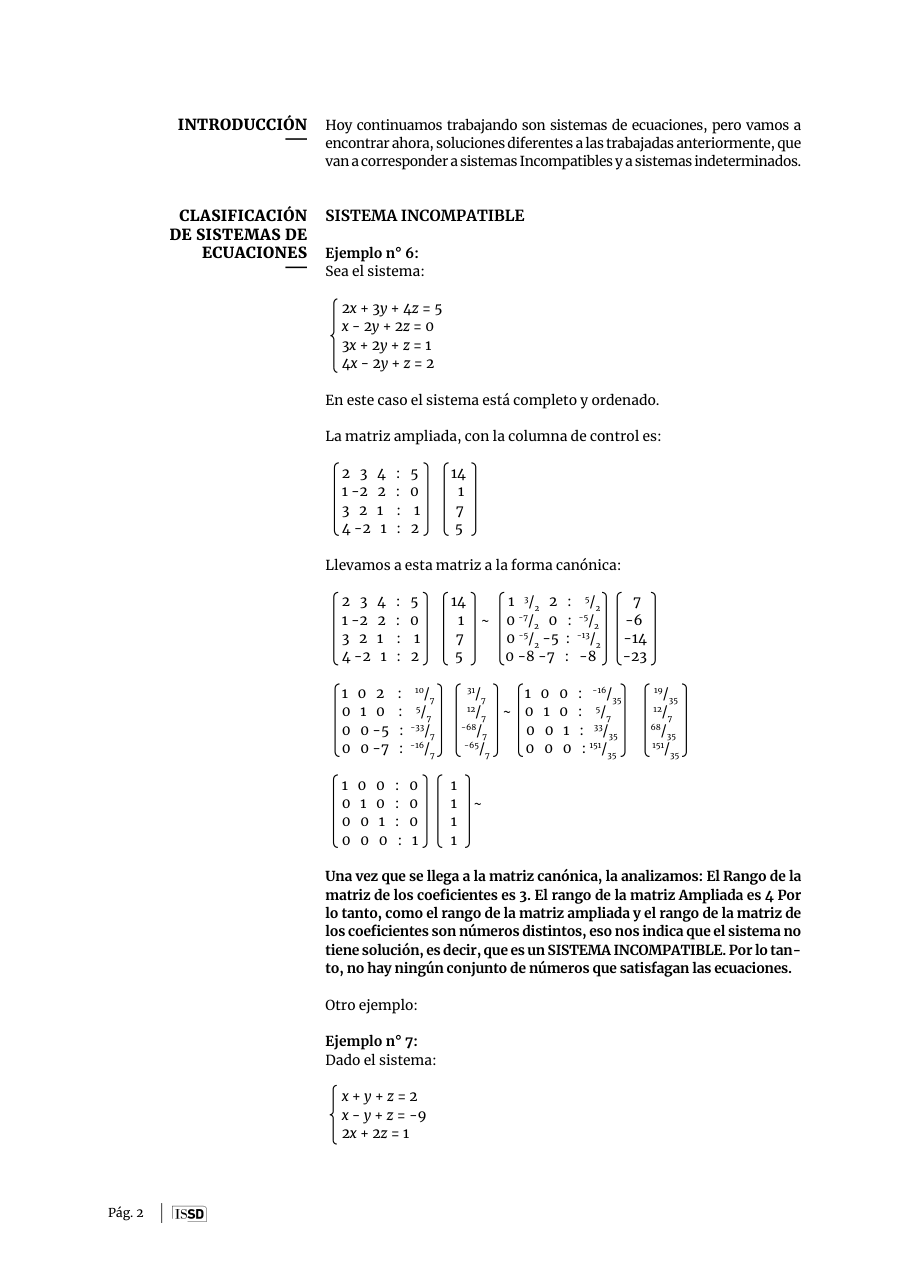 INTRODUCCIÓN
Hoy continuamos trabajando son sistemas de ecuaciones, pero vamos a
encontrar ahora, soluciones diferentes a las trabajadas anteriormente, que
van a corresponder a sistemas Incompatibles y a sistemas indeterminados.
CLASIFICACIÓN
DE SISTEMAS DE
ECUACIONES
SISTEMA INCOMPATIBLE
Ejemplo n° 6:
Sea el sistema:
2x + 3y + 4z = 5
x - 2y + 2z = 0
3x + 2y + z = 1
4x - 2y + z = 2
En este caso el sistema está completo y ordenado.
La matriz ampliada, con la columna de control es:
2 3 4 : 5 14
1 -2 2 : 0 1
3 2 1 : 1 7
4 -2 1 : 2 5
Llevamos a esta matriz a la forma canónica:
2 3 4 : 5 14 1 3/2 2 : 5/2 7
1 -2 2 : 0 1 ~ 0 -7/2 0 : -5/2 -6
3 2 1 : 1 7 0 -5/2 -5 : -13/2 -14
4 -2 1 : 2 5 0 -8 -7 : -8 -23
1 0 2 : 10/7 31/7 1 0 0 : -16/35 19/35
0 1 0 : 5/7 12/7 ~ 0 1 0 : 5/7 12/7
0 0 -5 : -33/7 -68/7 0 0 1 : 33/35 68/35
0 0 -7 : -16/7 -65/7 0 0 0 : 151/35 151/35
1 0 0 : 0 1
0 1 0 : 0 1 ~
0 0 1 : 0 1
0 0 0 : 1 1
Una vez que se llega a la matriz canónica, la analizamos: El Rango de la
matriz de los coeficientes es 3. El rango de la matriz Ampliada es 4 Por
lo tanto, como el rango de la matriz ampliada y el rango de la matriz de
los coeficientes son números distintos, eso nos indica que el sistema no
tiene solución, es decir, que es un SISTEMA INCOMPATIBLE. Por lo tan-
to, no hay ningún conjunto de números que satisfagan las ecuaciones.
Otro ejemplo:
Ejemplo n° 7:
Dado el sistema:
x + y + z = 2
x - y + z = -9
2x + 2z = 1
Pág. 2 ISSD